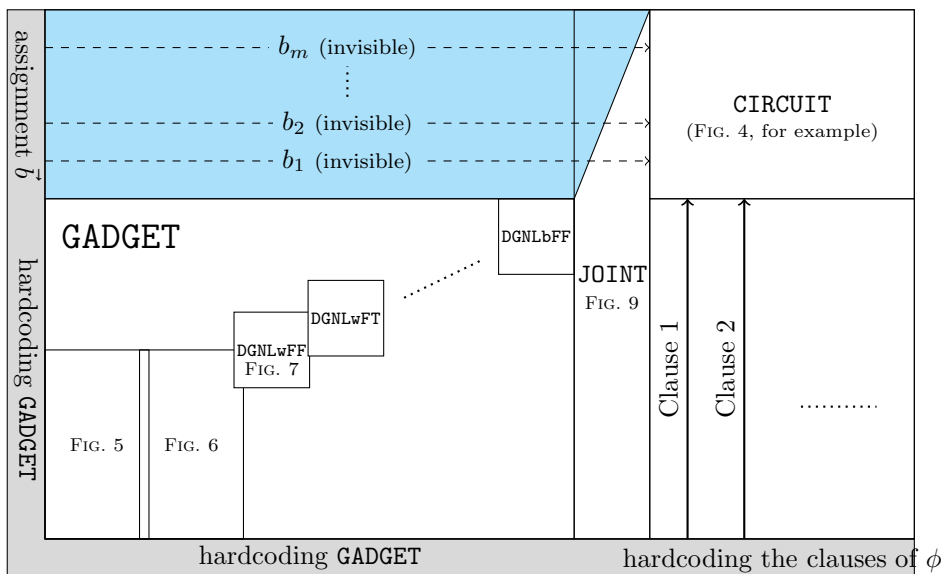 assignment b⃗
b_m (invisible)
b_2 (invisible)
b_1 (invisible)
CIRCUIT
(FIG. 4, for example)
hardcoding GADGET
GADGET
DGNLbFF
DGNLwFT
DGNLwFF
FIG. 7
FIG. 5
FIG. 6
JOINT
FIG. 9
Clause 1
Clause 2
hardcoding GADGET
hardcoding the clauses of ϕ